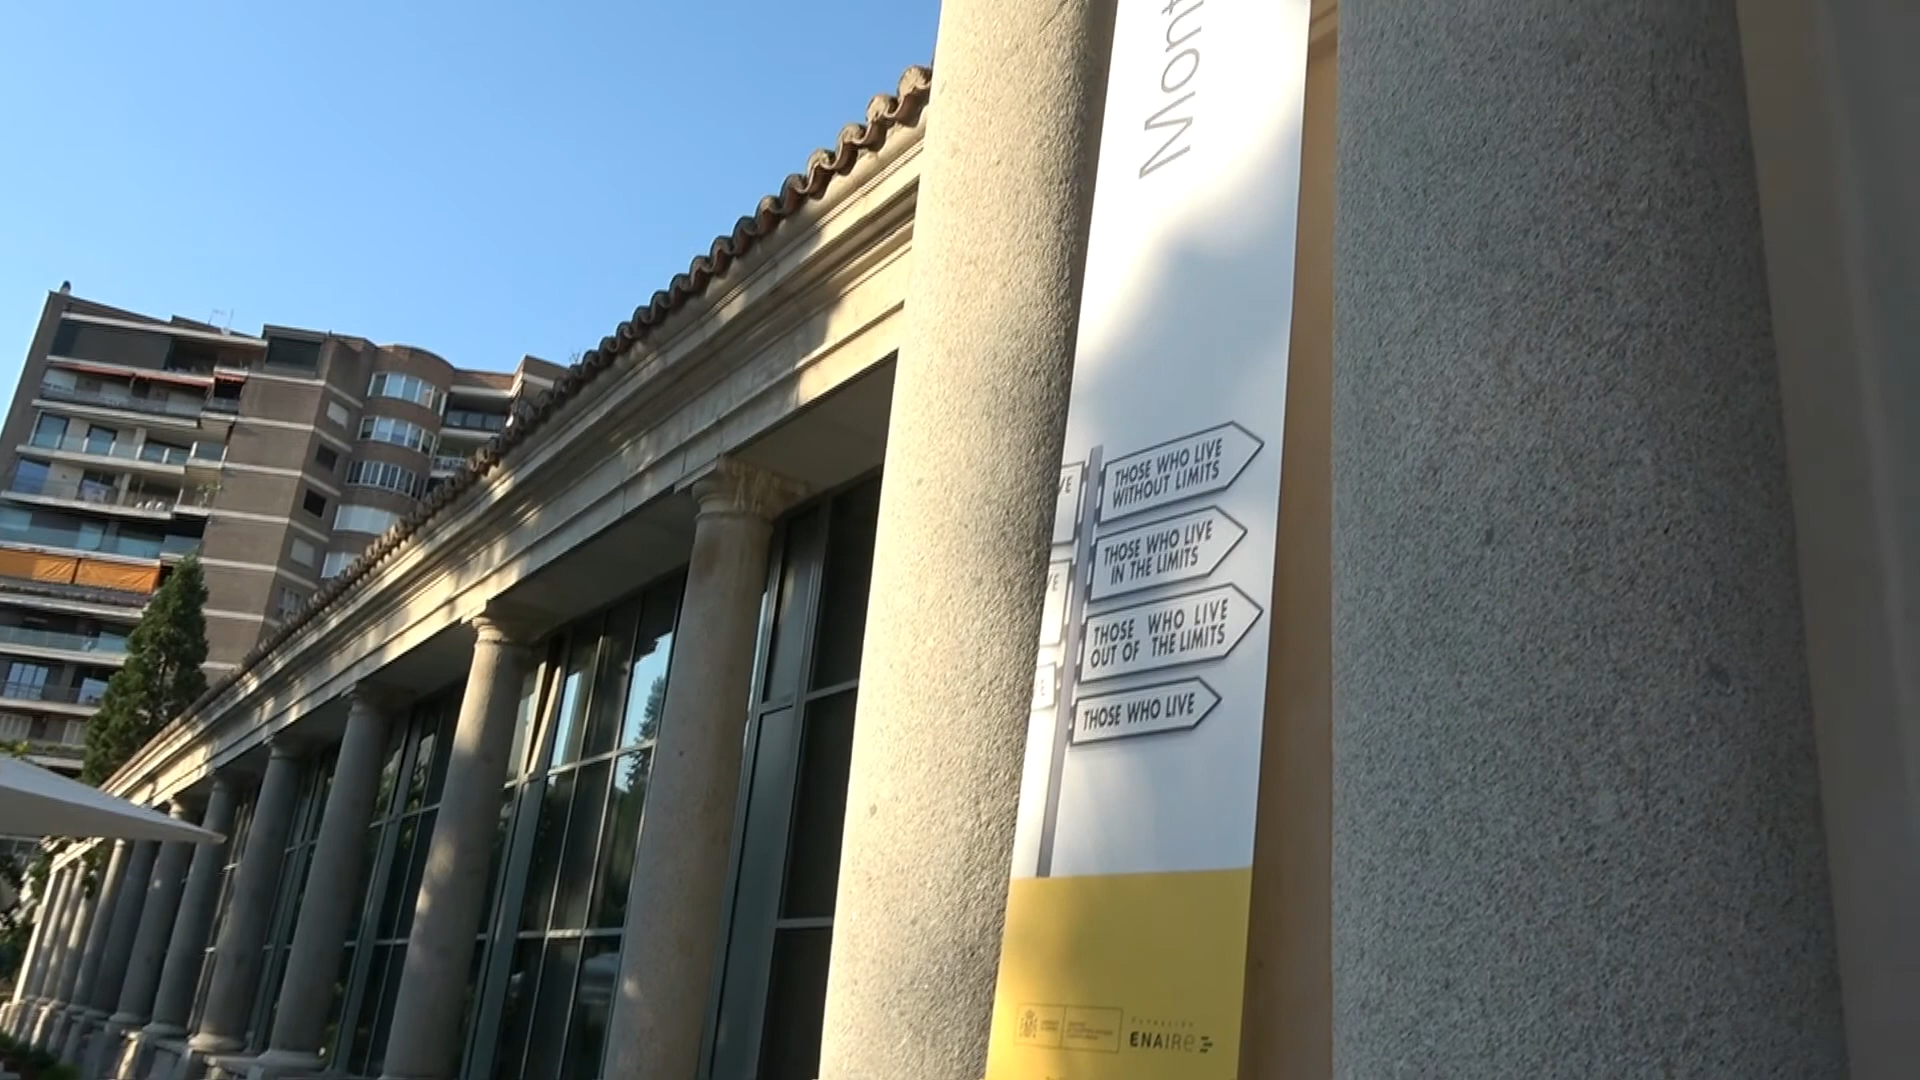 THOSE WHO LIVE
WITHOUT LIMITS
THOSE WHO LIVE
IN THE LIMITS
THOSE WHO LIVE
OUT OF THE LIMITS
THOSE WHO LIVE
FUNDACIÓN
ENAIRe